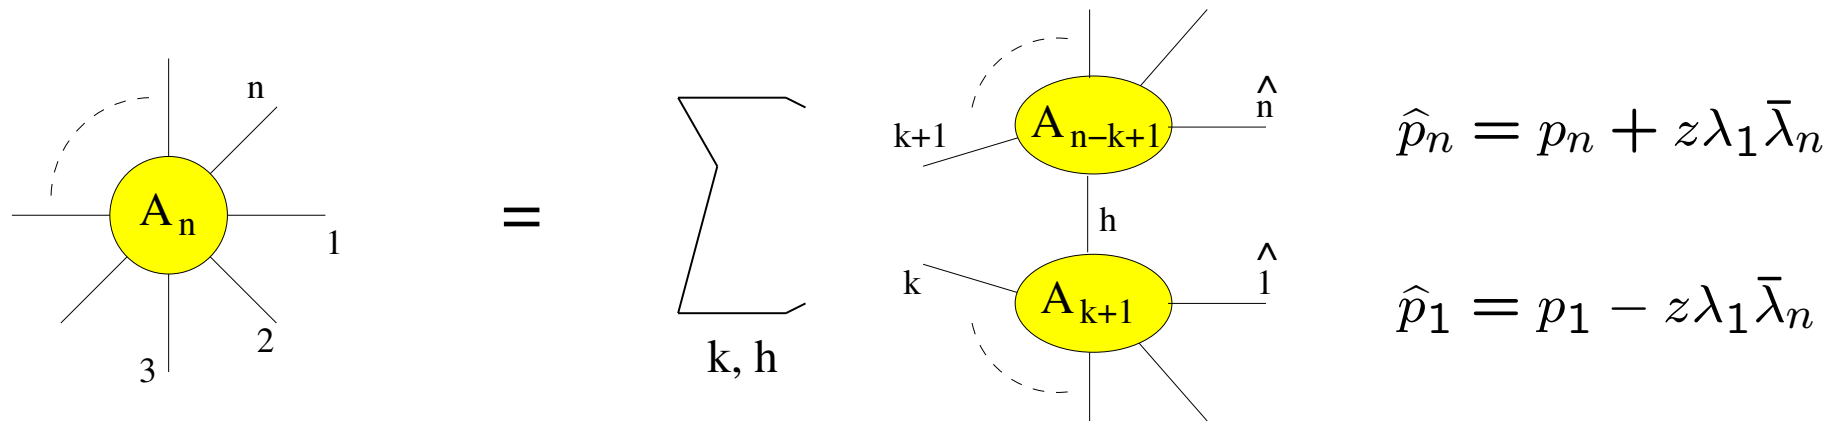 n
A n
1
2
3
=
k, h
A n-k+1
^
n
k+1
h
k
A k+1
^
1
p̂ₙ = pₙ + zλ₁λ̄ₙ
p̂₁ = p₁ − zλ₁λ̄ₙ